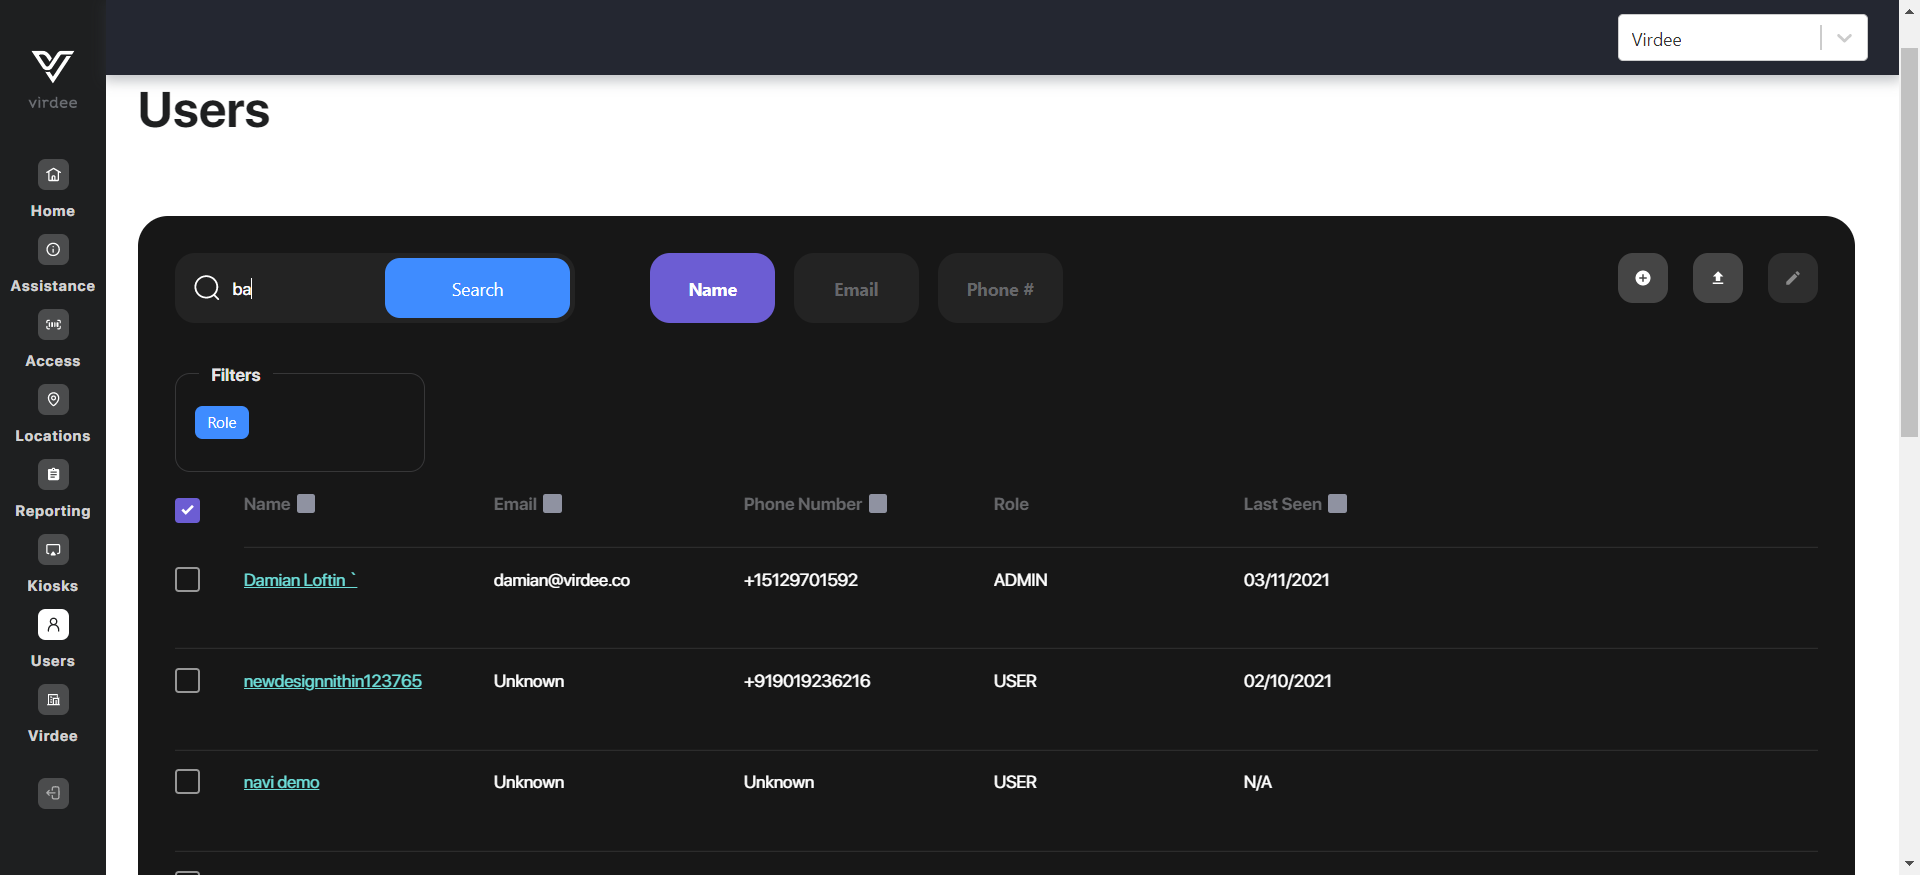 Virdee
virdee
Users
Home
Assistance
Access
Locations
Reporting
Kiosks
Users
Virdee
ba
Search
Name
Email
Phone #
Filters
Role
Name
Email
Phone Number
Role
Last Seen
Damian Loftin ` damian@virdee.co +15129701592 ADMIN 03/11/2021
newdesignnithin123765 Unknown +919019236216 USER 02/10/2021
navi demo Unknown Unknown USER N/A